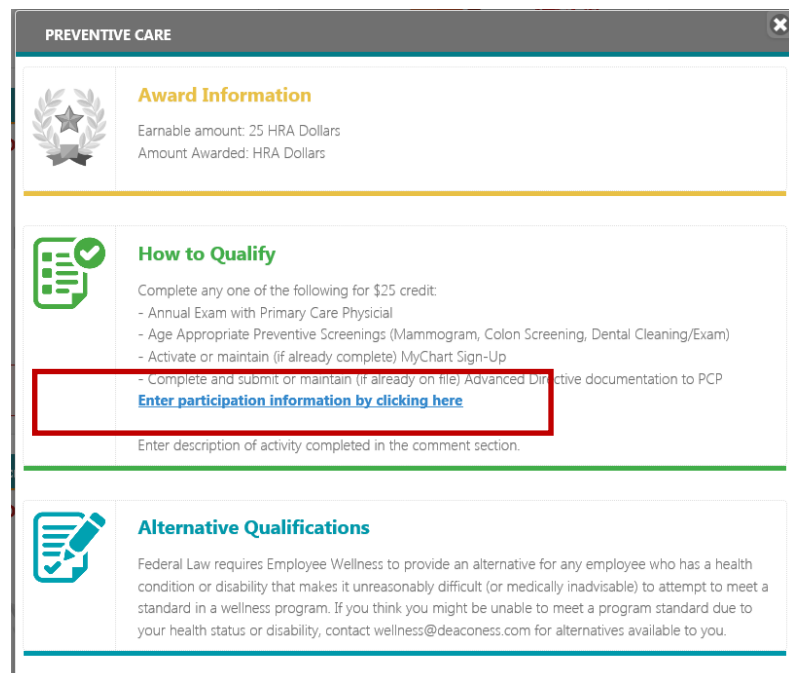 PREVENTIVE CARE
Award Information
Earnable amount: 25 HRA Dollars
Amount Awarded: HRA Dollars
How to Qualify
Complete any one of the following for $25 credit:
- Annual Exam with Primary Care Physicial
- Age Appropriate Preventive Screenings (Mammogram, Colon Screening, Dental Cleaning/Exam)
- Activate or maintain (if already complete) MyChart Sign-Up
- Complete and submit or maintain (if already on file) Advanced Directive documentation to PCP
Enter participation information by clicking here
Enter description of activity completed in the comment section.
Alternative Qualifications
Federal Law requires Employee Wellness to provide an alternative for any employee who has a health
condition or disability that makes it unreasonably difficult (or medically inadvisable) to attempt to meet a
standard in a wellness program. If you think you might be unable to meet a program standard due to
your health status or disability, contact wellness@deaconess.com for alternatives available to you.